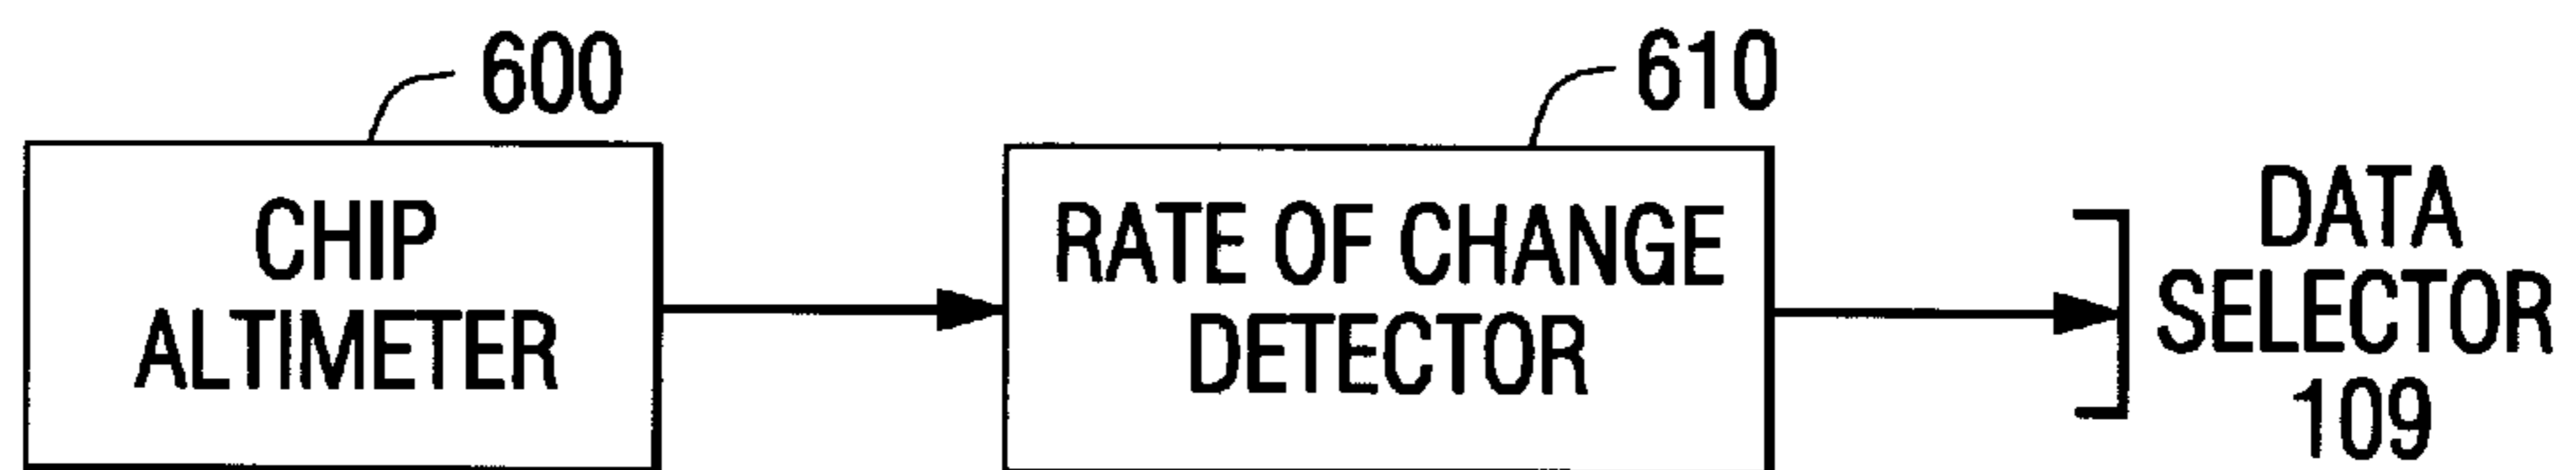 600
610
CHIP
ALTIMETER
RATE OF CHANGE
DETECTOR
DATA
SELECTOR
109